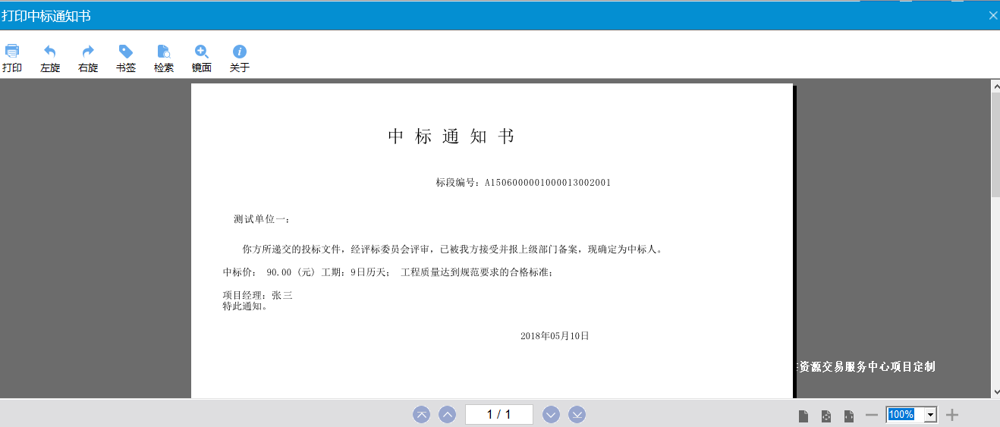 打印中标通知书
打印 左旋 右旋 书签 检索 镜面 关于
中 标 通 知 书
标段编号：A1506000001000013002001
测试单位一：
你方所递交的投标文件，经评标委员会评审，已被我方接受并报上级部门备案，现确定为中标人。
中标价： 90.00 (元) 工期：9日历天； 工程质量达到规范要求的合格标准；
项目经理：张三
特此通知。
2018年05月10日
资源交易服务中心项目定制
1 / 1
100%